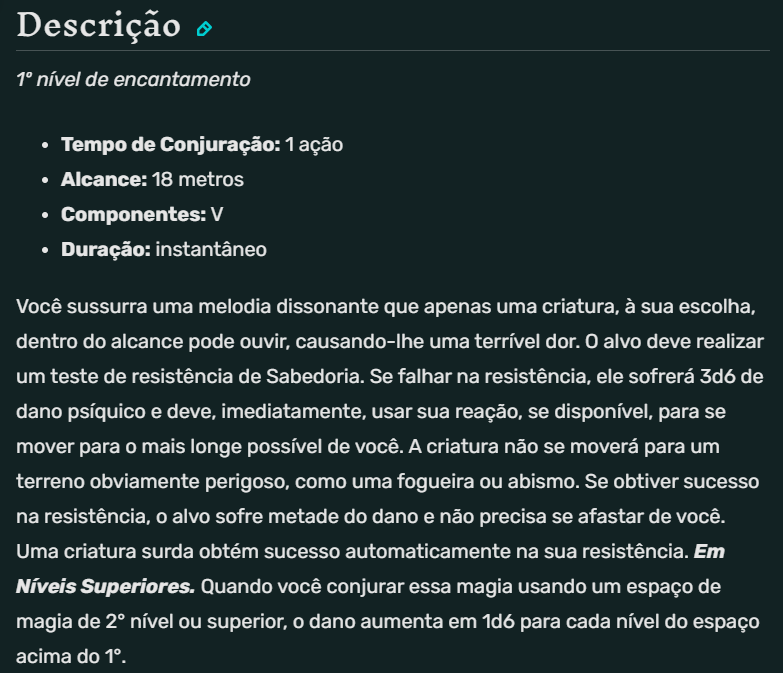 Descrição
1º nível de encantamento
• Tempo de Conjuração: 1 ação
• Alcance: 18 metros
• Componentes: V
• Duração: instantâneo
Você sussurra uma melodia dissonante que apenas uma criatura, à sua escolha,
dentro do alcance pode ouvir, causando-lhe uma terrível dor. O alvo deve realizar
um teste de resistência de Sabedoria. Se falhar na resistência, ele sofrerá 3d6 de
dano psíquico e deve, imediatamente, usar sua reação, se disponível, para se
mover para o mais longe possível de você. A criatura não se moverá para um
terreno obviamente perigoso, como uma fogueira ou abismo. Se obtiver sucesso
na resistência, o alvo sofre metade do dano e não precisa se afastar de você.
Uma criatura surda obtém sucesso automaticamente na sua resistência. Em
Níveis Superiores. Quando você conjurar essa magia usando um espaço de
magia de 2° nível ou superior, o dano aumenta em 1d6 para cada nível do espaço
acima do 1°.